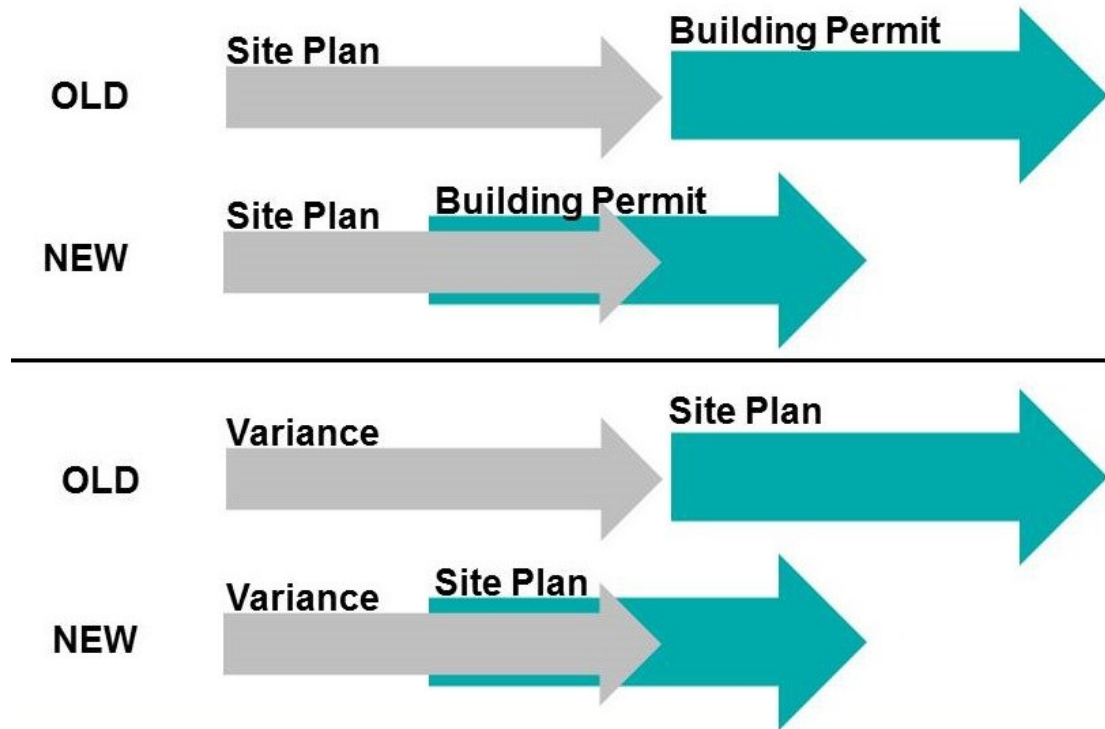 Building Permit
Site Plan
OLD
Building Permit
Site Plan
NEW
Site Plan
Variance
OLD
Site Plan
Variance
NEW